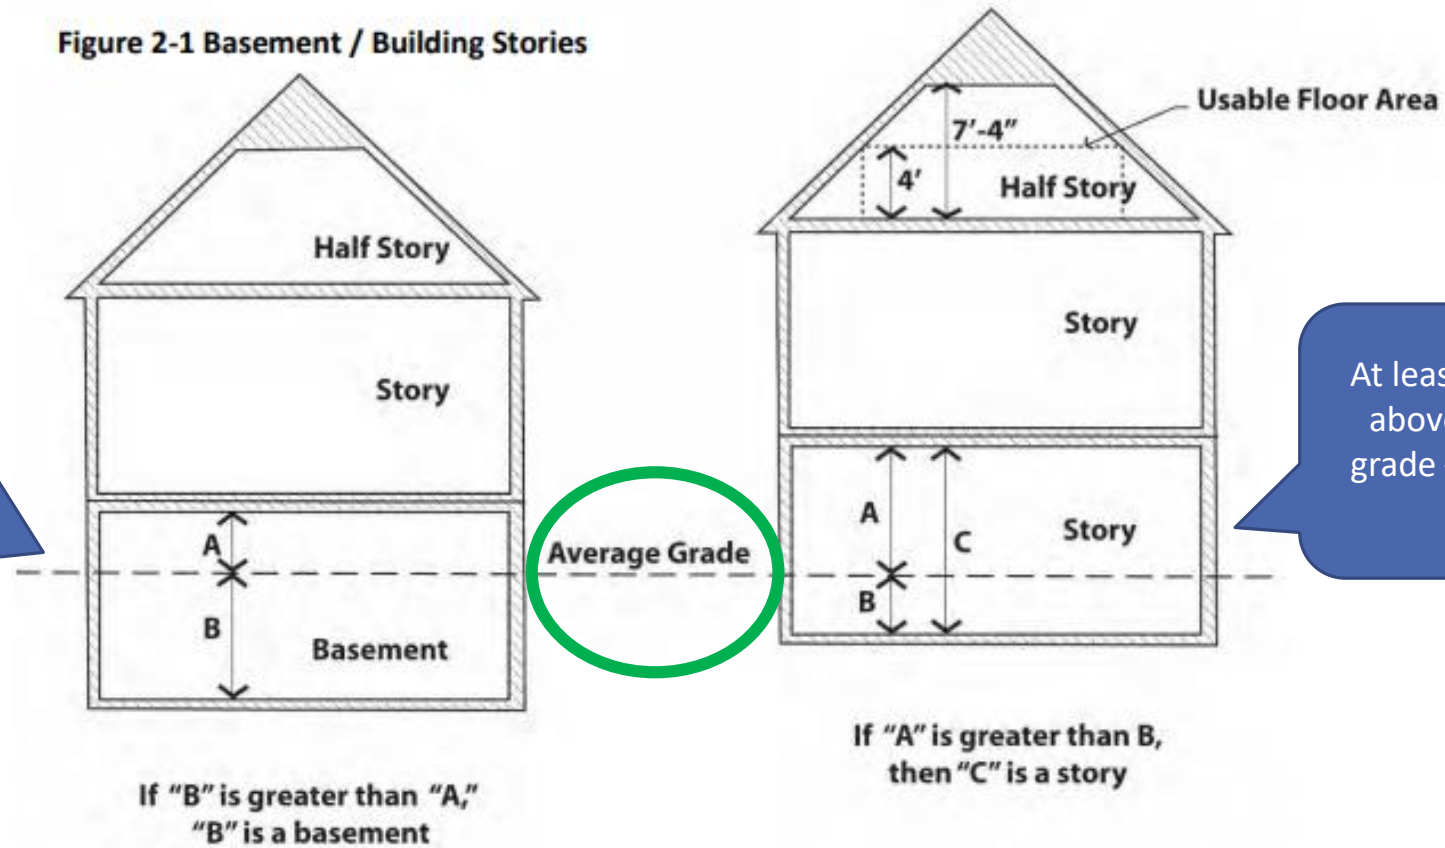 Figure 2-1 Basement / Building Stories
Half Story
Story
A
B
Basement
If “B” is greater than “A,”
“B” is a basement
Average Grade
Usable Floor Area
7’-4”
4’
Half Story
Story
A
B
C
Story
If “A” is greater than B,
then “C” is a story
At leas
above
grade